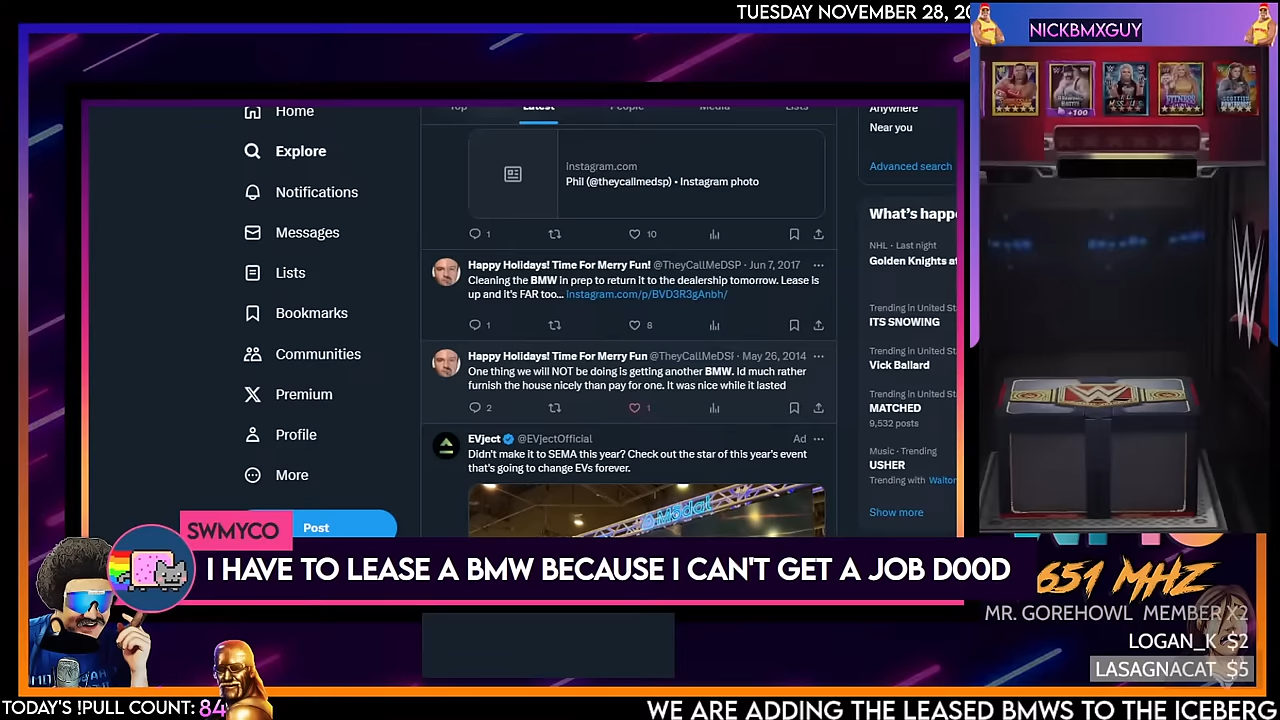 TUESDAY NOVEMBER 28, 20
NICKBMXGUY
+100
Home
Explore
Notifications
Messages
Lists
Bookmarks
Communities
Premium
Profile
More
Post
Top
Latest
People
Media
Lists
Instagram.com
Phil (@theycallmedsp) • Instagram photo
1
10
Happy Holidays! Time For Merry Fun! @TheyCallMeDSP · Jun 7, 2017
Cleaning the BMW in prep to return it to the dealership tomorrow. Lease is
up and it's FAR too... instagram.com/p/BVD3R3gAnbh/
1
8
Happy Holidays! Time For Merry Fun @TheyCallMeDSF · May 26, 2014
One thing we will NOT be doing is getting another BMW. Id much rather
furnish the house nicely than pay for one. It was nice while it lasted
2
1
EVject @EVjectOfficial
Ad
Didn't make it to SEMA this year? Check out the star of this year's event
that's going to change EVs forever.
Anywhere
Near you
Advanced search
What's happ
NHL · Last night
Golden Knights at
Trending in United St
ITS SNOWING
Trending in United St
Vick Ballard
Trending in United St
MATCHED
9,532 posts
Music · Trending
USHER
Trending with Walton
Show more
SWMYCO
I HAVE TO LEASE A BMW BECAUSE I CAN'T GET A JOB D00D
651 MHZ
MR. GOREHOWL MEMBER X2
LOGAN_K $2
LASAGNACAT $5
TODAY'S !PULL COUNT: 84
WE ARE ADDING THE LEASED BMWS TO THE ICEBERG